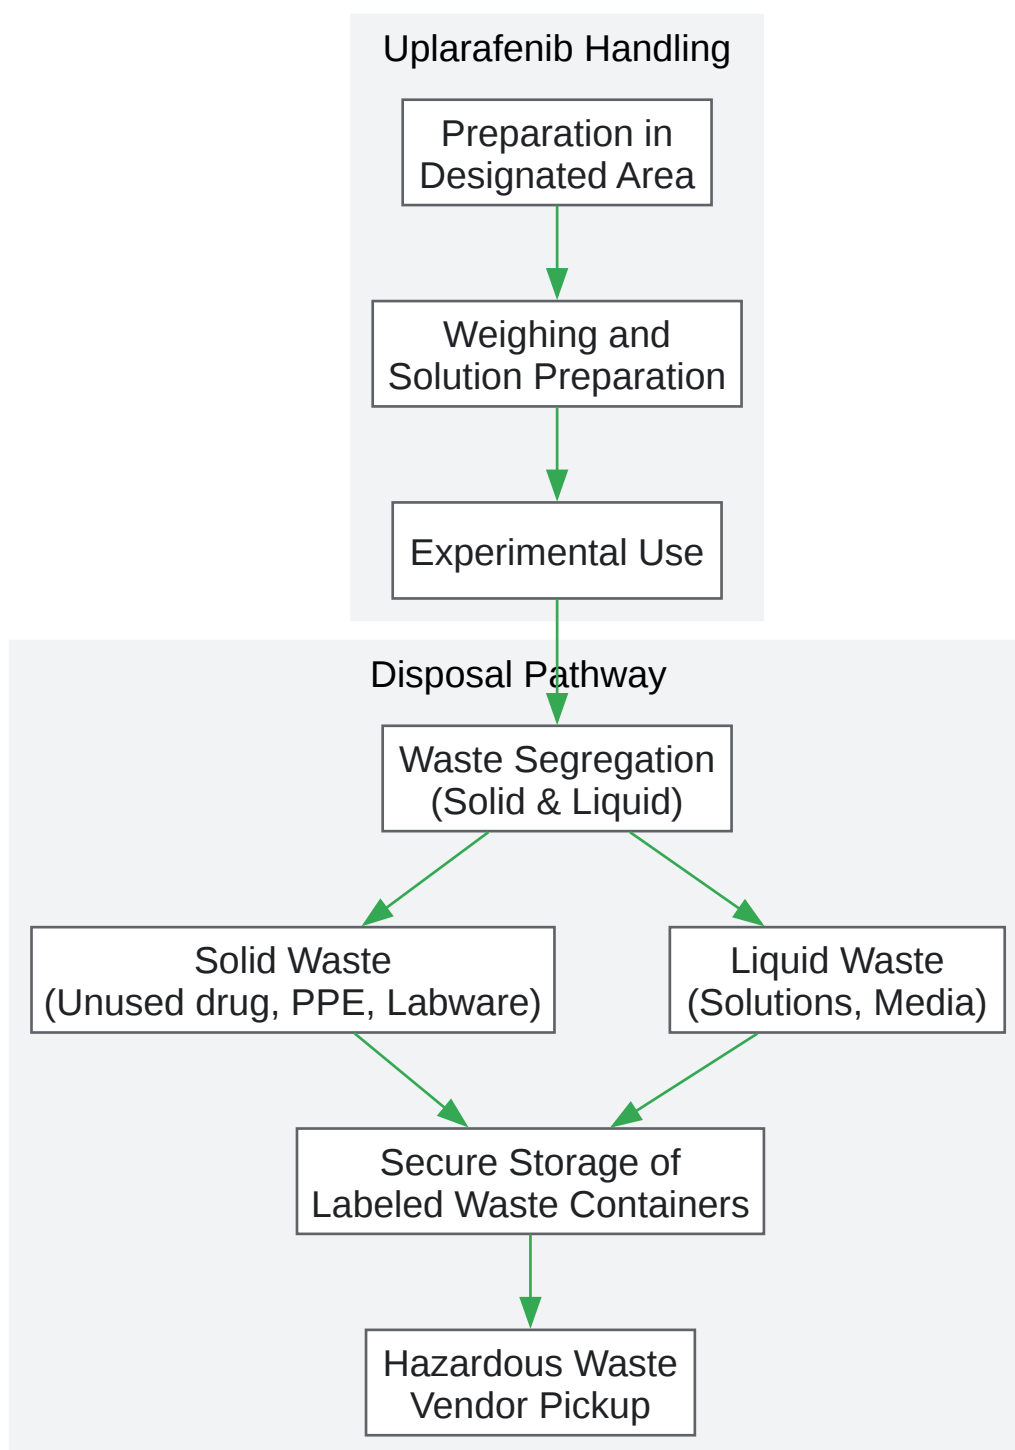 Uplarafenib Handling
Preparation in
Designated Area
Weighing and
Solution Preparation
Experimental Use
Disposal Pathway
Waste Segregation
(Solid & Liquid)
Solid Waste
(Unused drug, PPE, Labware)
Liquid Waste
(Solutions, Media)
Secure Storage of
Labeled Waste Containers
Hazardous Waste
Vendor Pickup